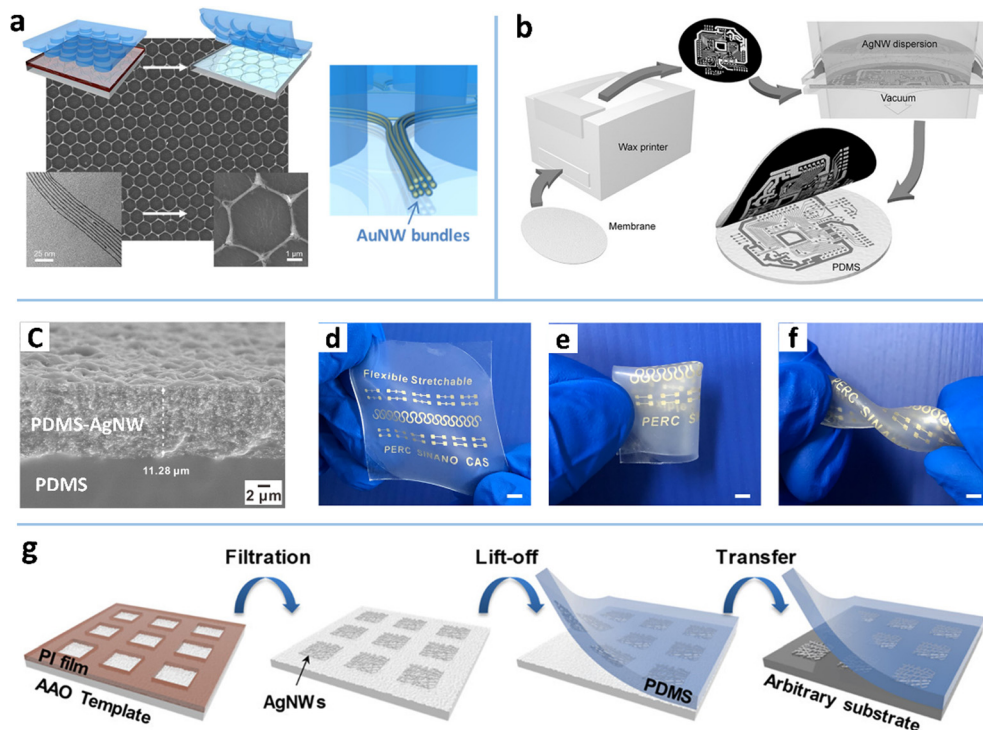 a
25 nm
1 μm
AuNW bundles
b
AgNW dispersion
Vacuum
Wax printer
Membrane
PDMS
C
PDMS-AgNW
11.28 μm
PDMS
2 μm
d
Flexible Stretchable
PERC SINANO CAS
e
PERC SI
f
PERC SINA
g
Filtration
Lift-off
Transfer
PI film
AAO Template
AgNWs
PDMS
Arbitrary substrate